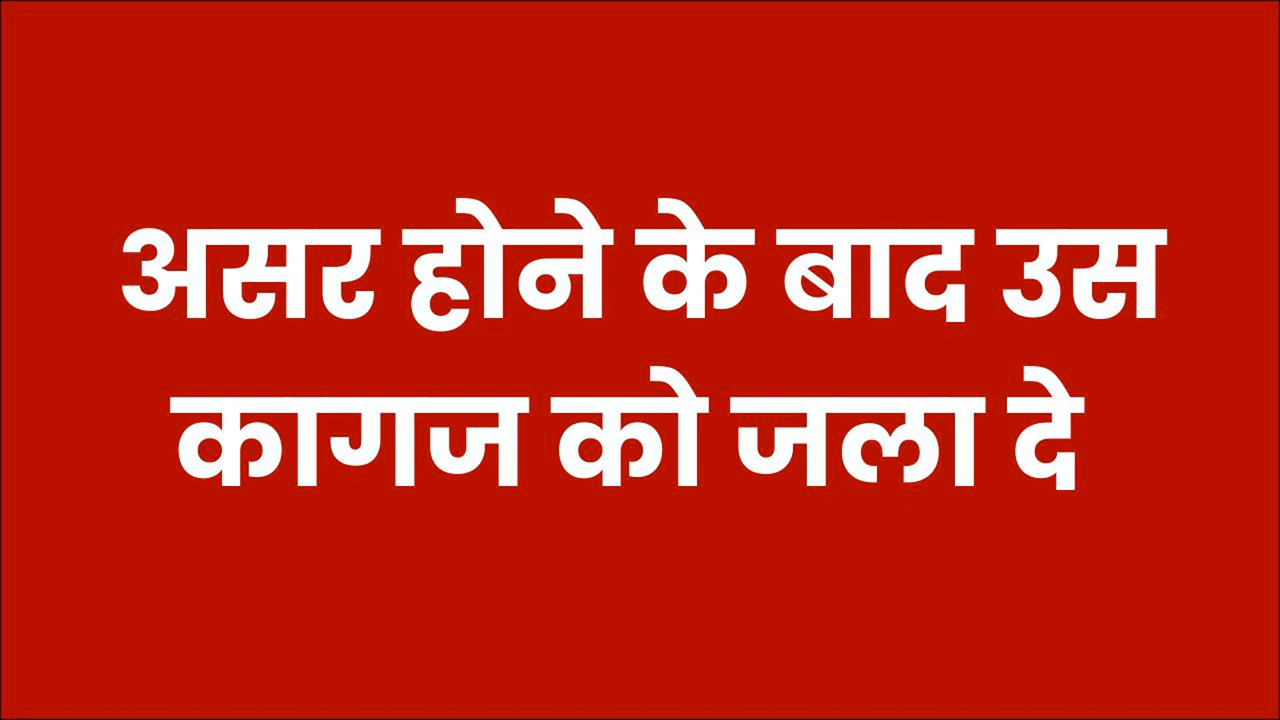 असर होने के बाद उस
कागज को जला दे